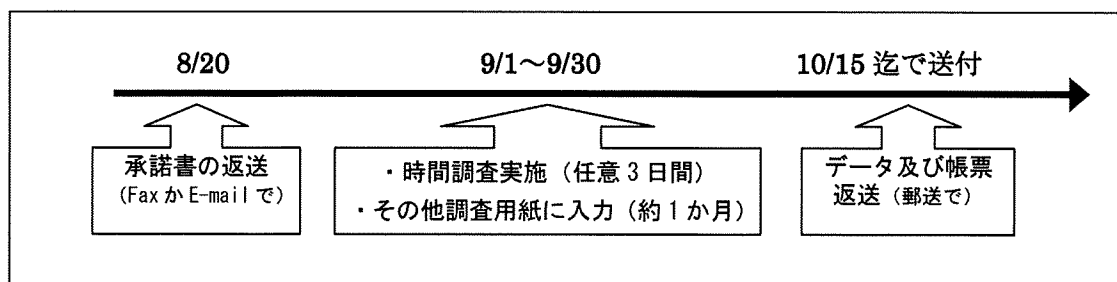 8/20
9/1～9/30
10/15 迄で送付
承諾書の返送
（Fax か E-mail で）
・時間調査実施（任意 3 日間）
・その他調査用紙に入力（約 1 か月）
データ及び帳票
返送（郵送で）